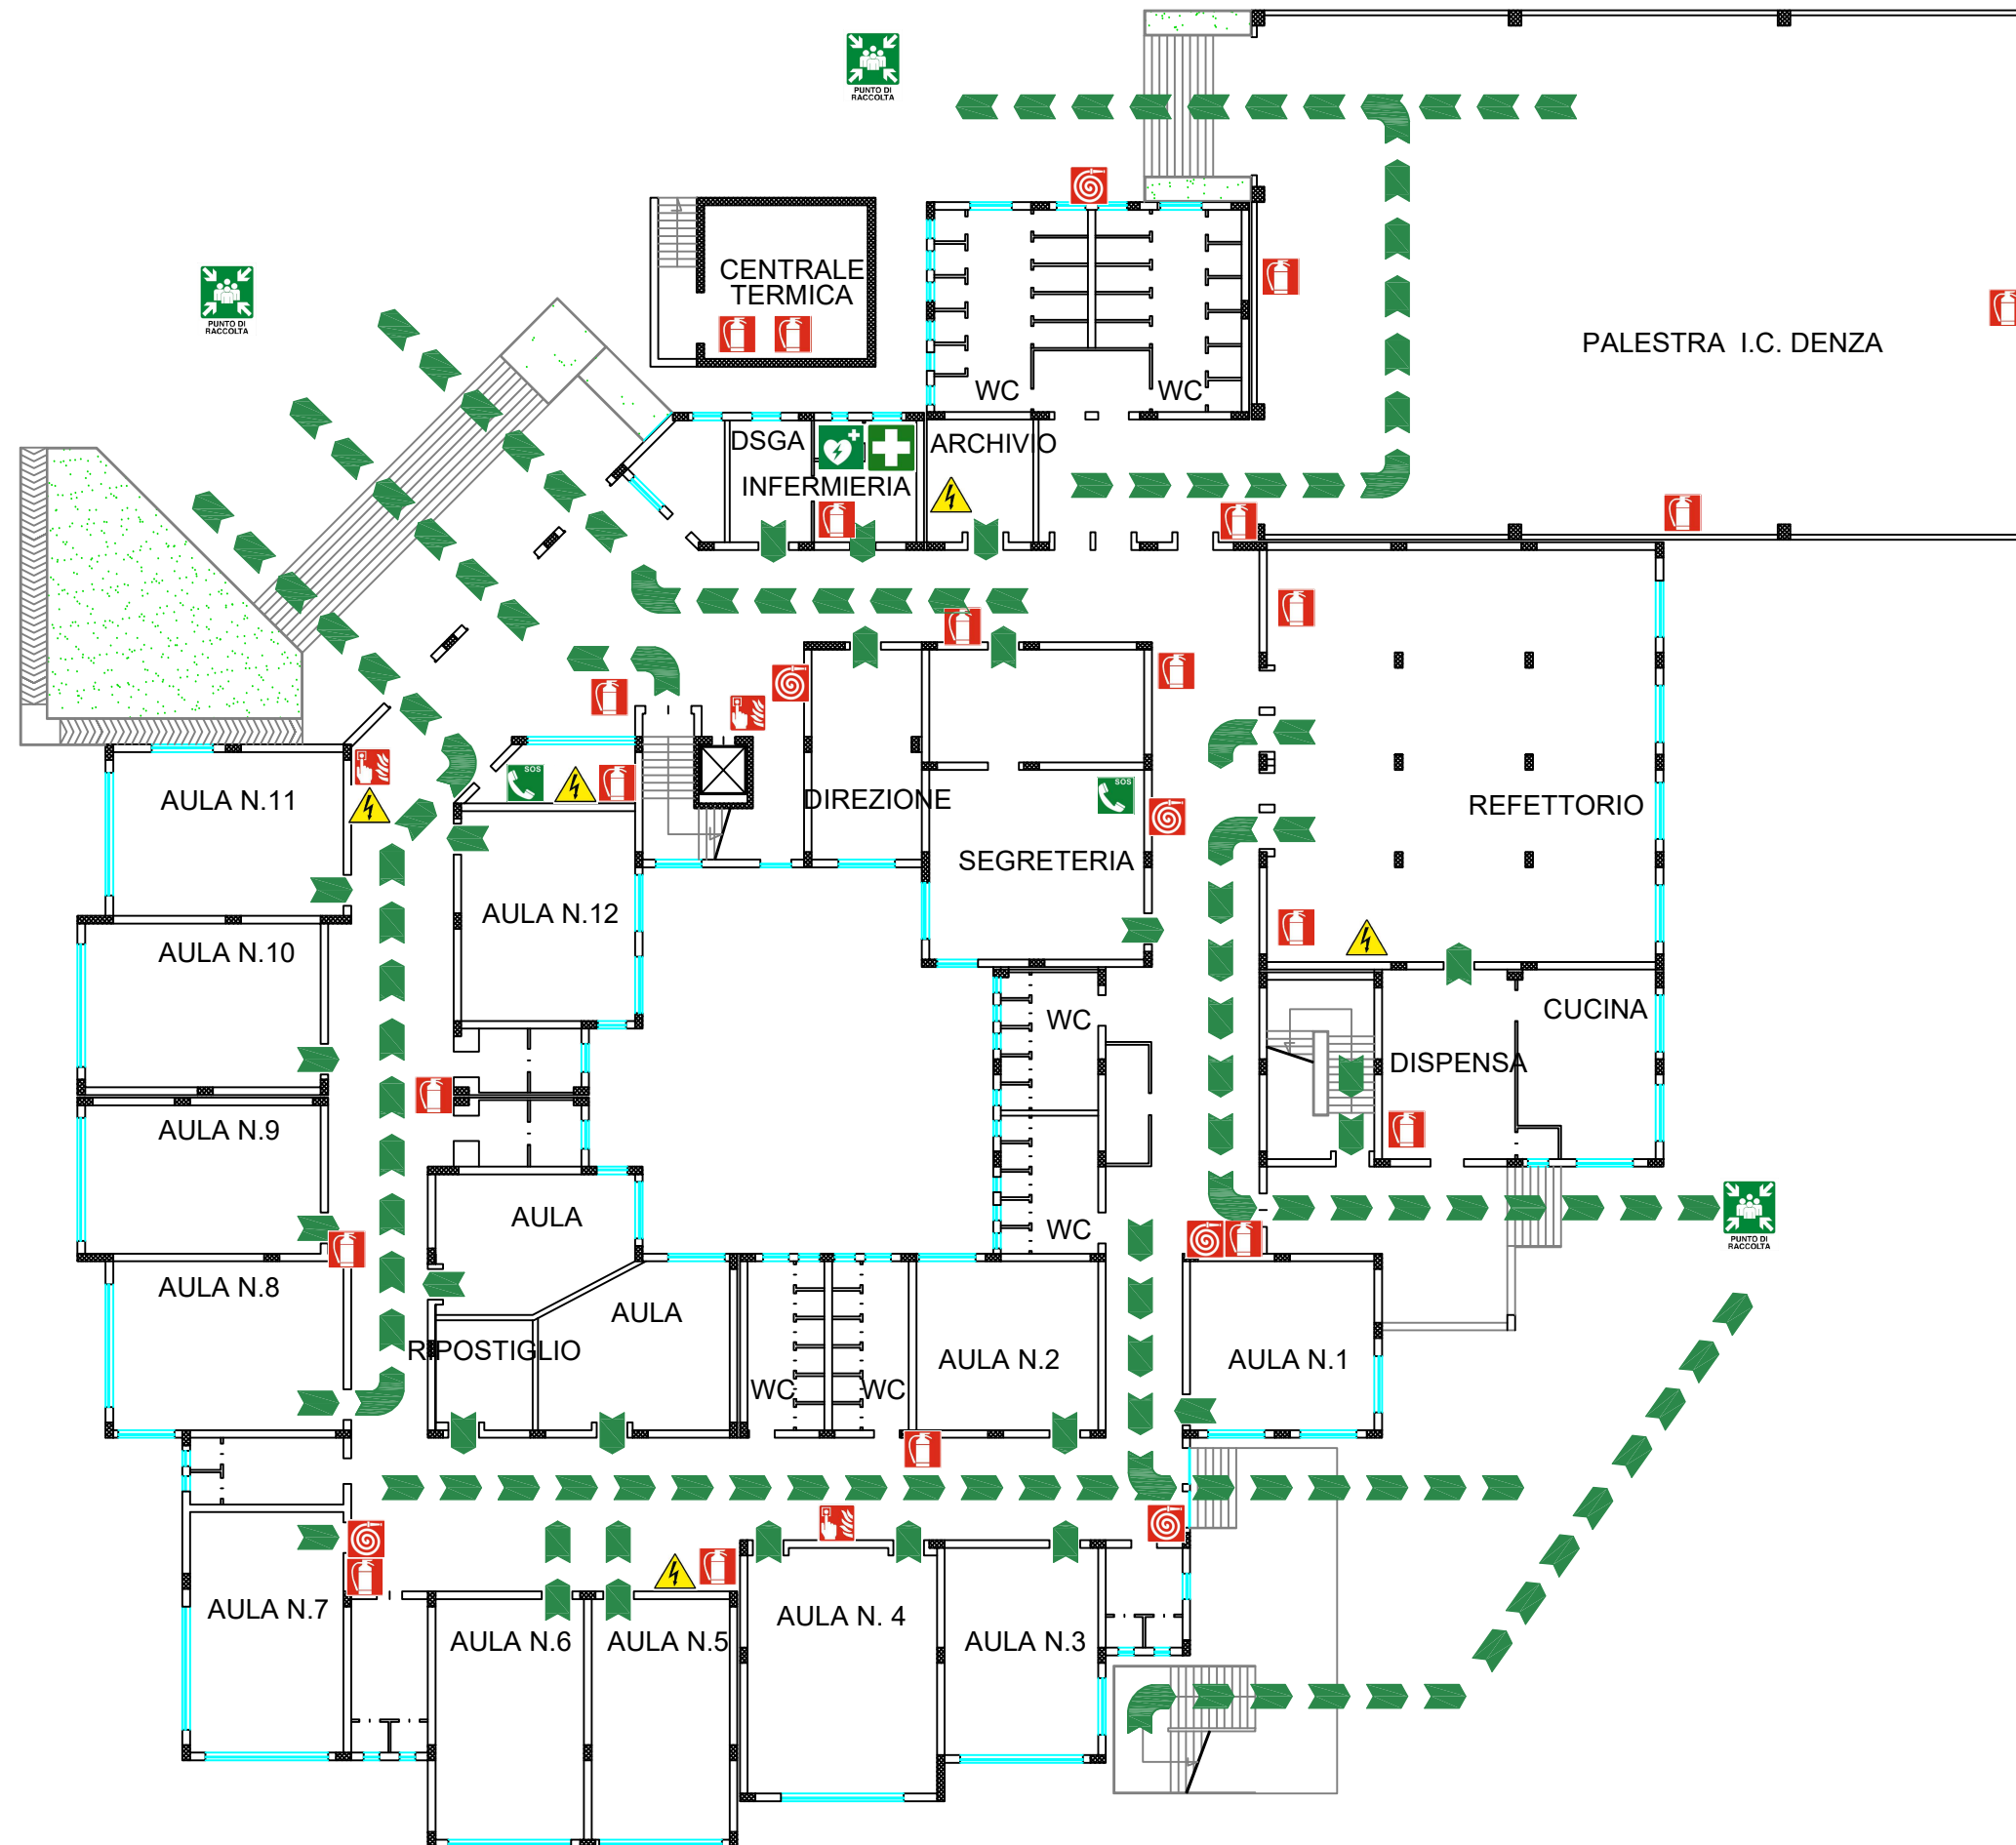 PUNTO DI
RACCOLTA
PUNTO DI
RACCOLTA
CENTRALE
TERMICA
PALESTRA I.C. DENZA
WC
WC
DSGA
ARCHIVIO
INFERMIERIA
AULA N.11
SOS
DIREZIONE
SOS
REFETTORIO
SEGRETERIA
AULA N.12
AULA N.10
WC
CUCINA
DISPENSA
AULA N.9
AULA
WC
PUNTO DI
RACCOLTA
AULA N.8
AULA
RIPOSTIGLIO
AULA N.2
AULA N.1
WC
WC
AULA N.7
AULA N.6
AULA N.5
AULA N. 4
AULA N.3